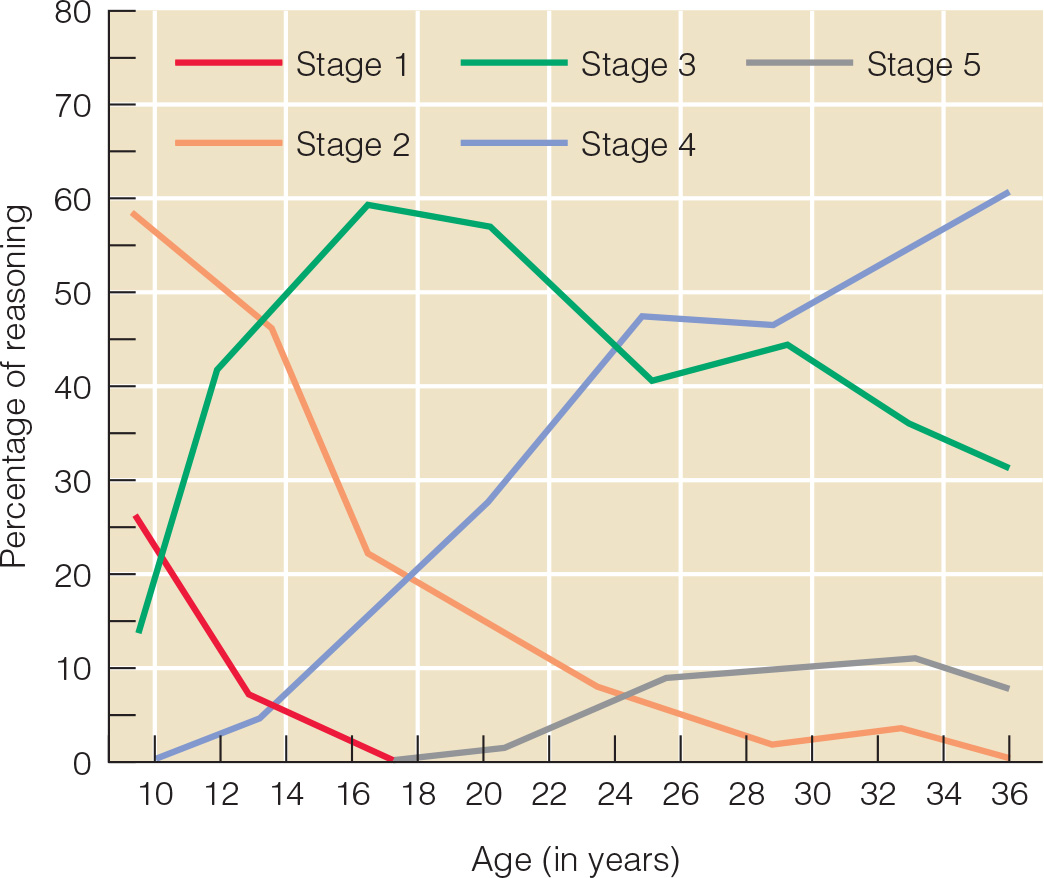 80
70
60
50
40
30
20
10
0
Percentage of reasoning
Stage 1 Stage 3 Stage 5
Stage 2 Stage 4
10 12 14 16 18 20 22 24 26 28 30 32 34 36
Age (in years)